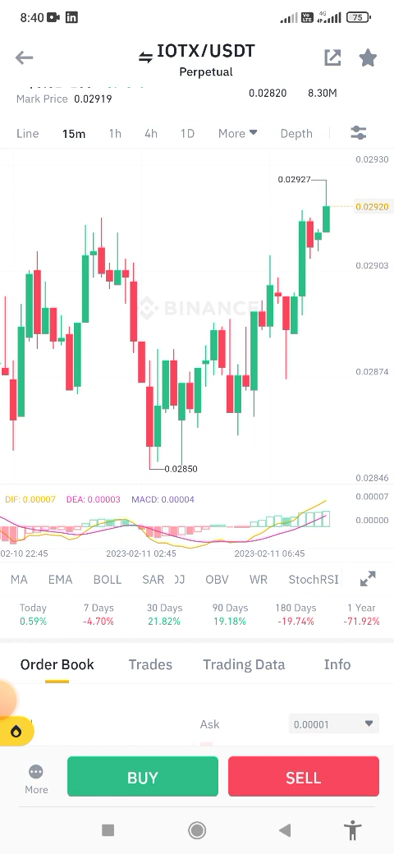 8:40
75
IOTX/USDT
Perpetual
Mark Price 0.02919
0.02820 8.30M
Line 15m 1h 4h 1D More Depth
0.02930
0.02927
0.02920
0.02903
BINANCE
0.02874
0.02850
0.02846
DIF: 0.00007 DEA: 0.00003 MACD: 0.00004
0.00007
0.00000
02-10 22:45 2023-02-11 02:45 2023-02-11 06:45
MA EMA BOLL SAR OBV WR StochRSI
Today 7 Days 30 Days 90 Days 180 Days 1 Year
0.59% -4.70% 21.82% 19.18% -19.74% -71.92%
Order Book Trades Trading Data Info
Ask 0.00001
More BUY SELL